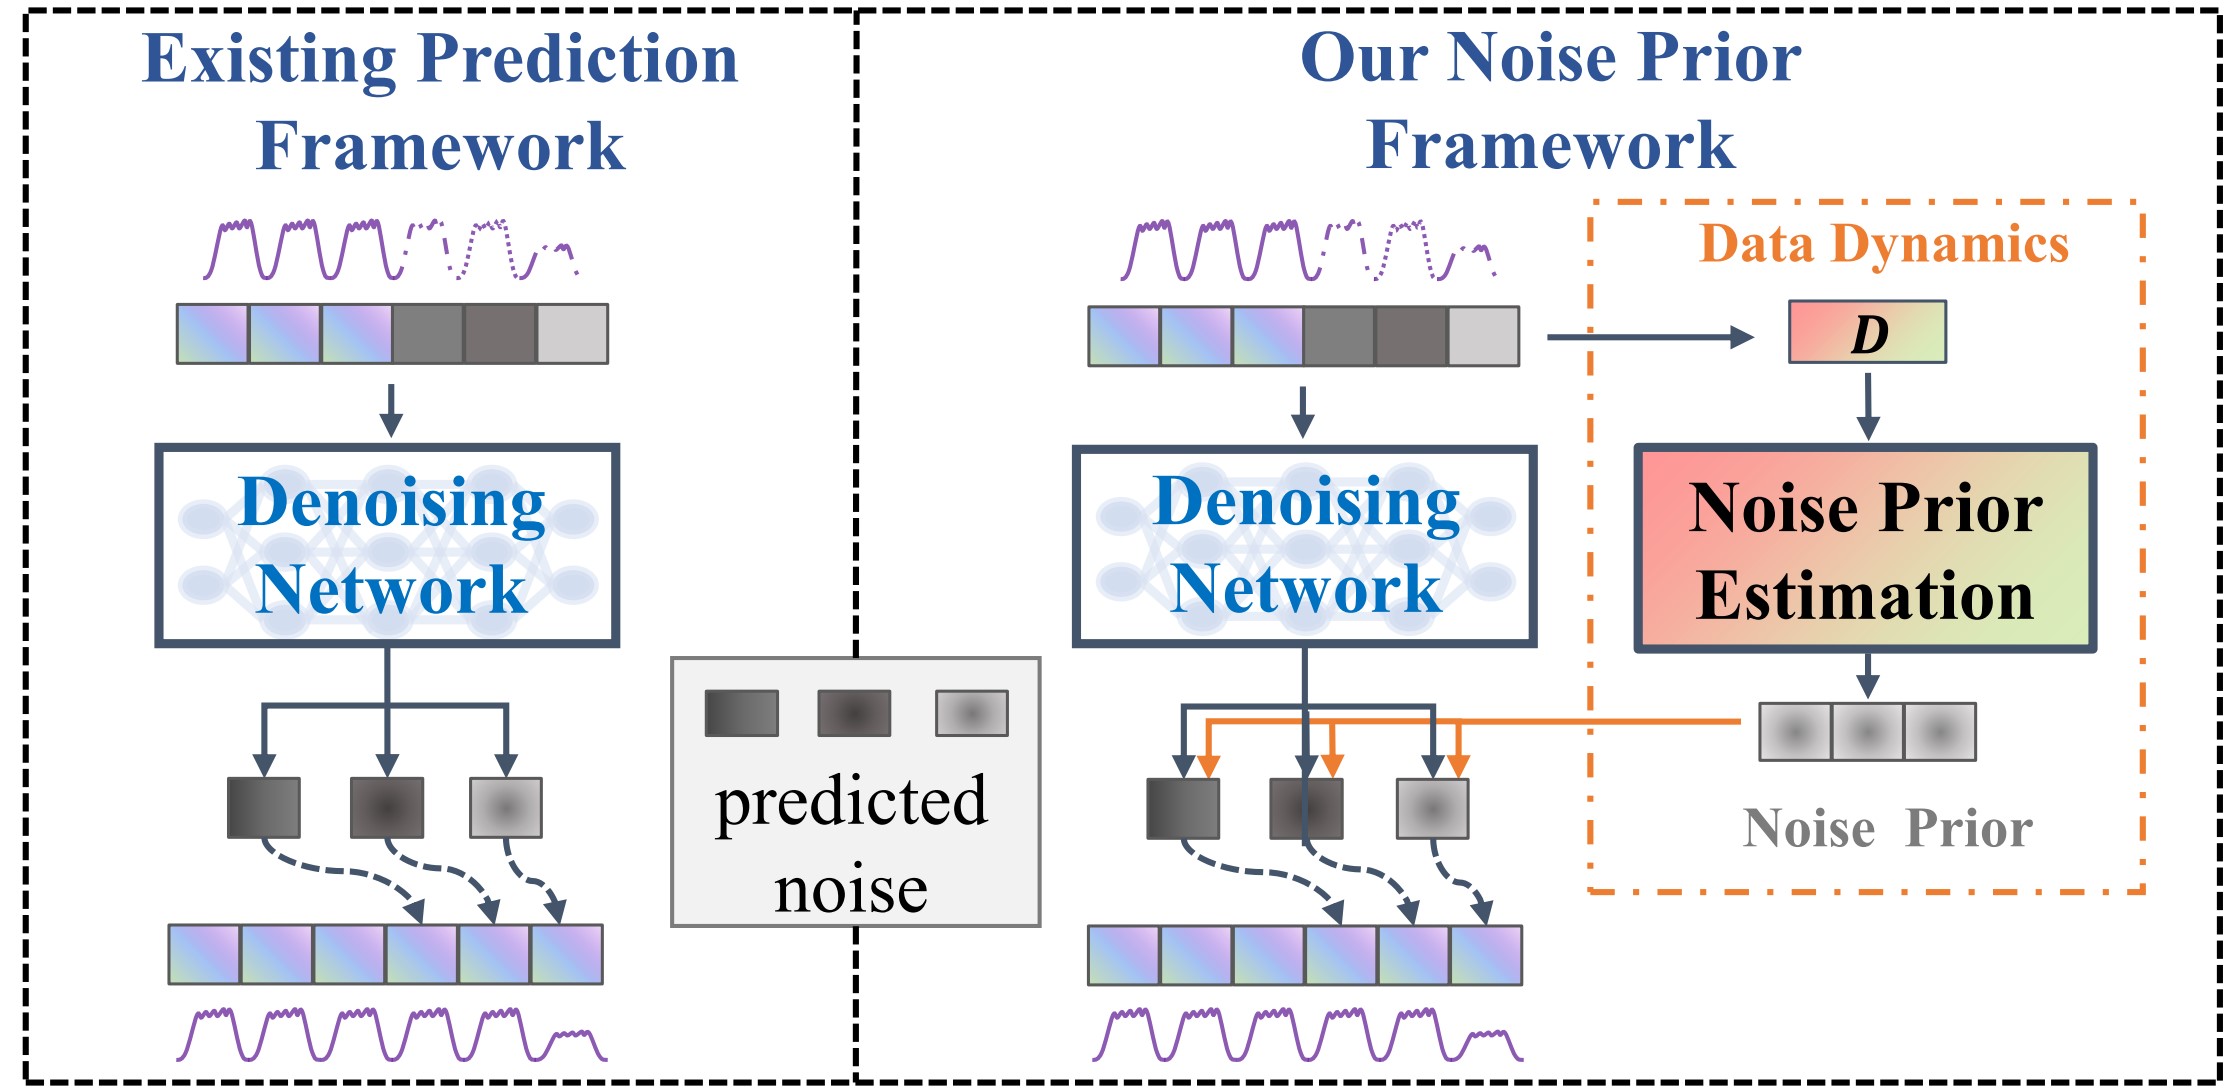 Existing Prediction
Framework
Denoising
Network
predicted
noise
Our Noise Prior
Framework
Denoising
Network
Data Dynamics
D
Noise Prior
Estimation
Noise Prior